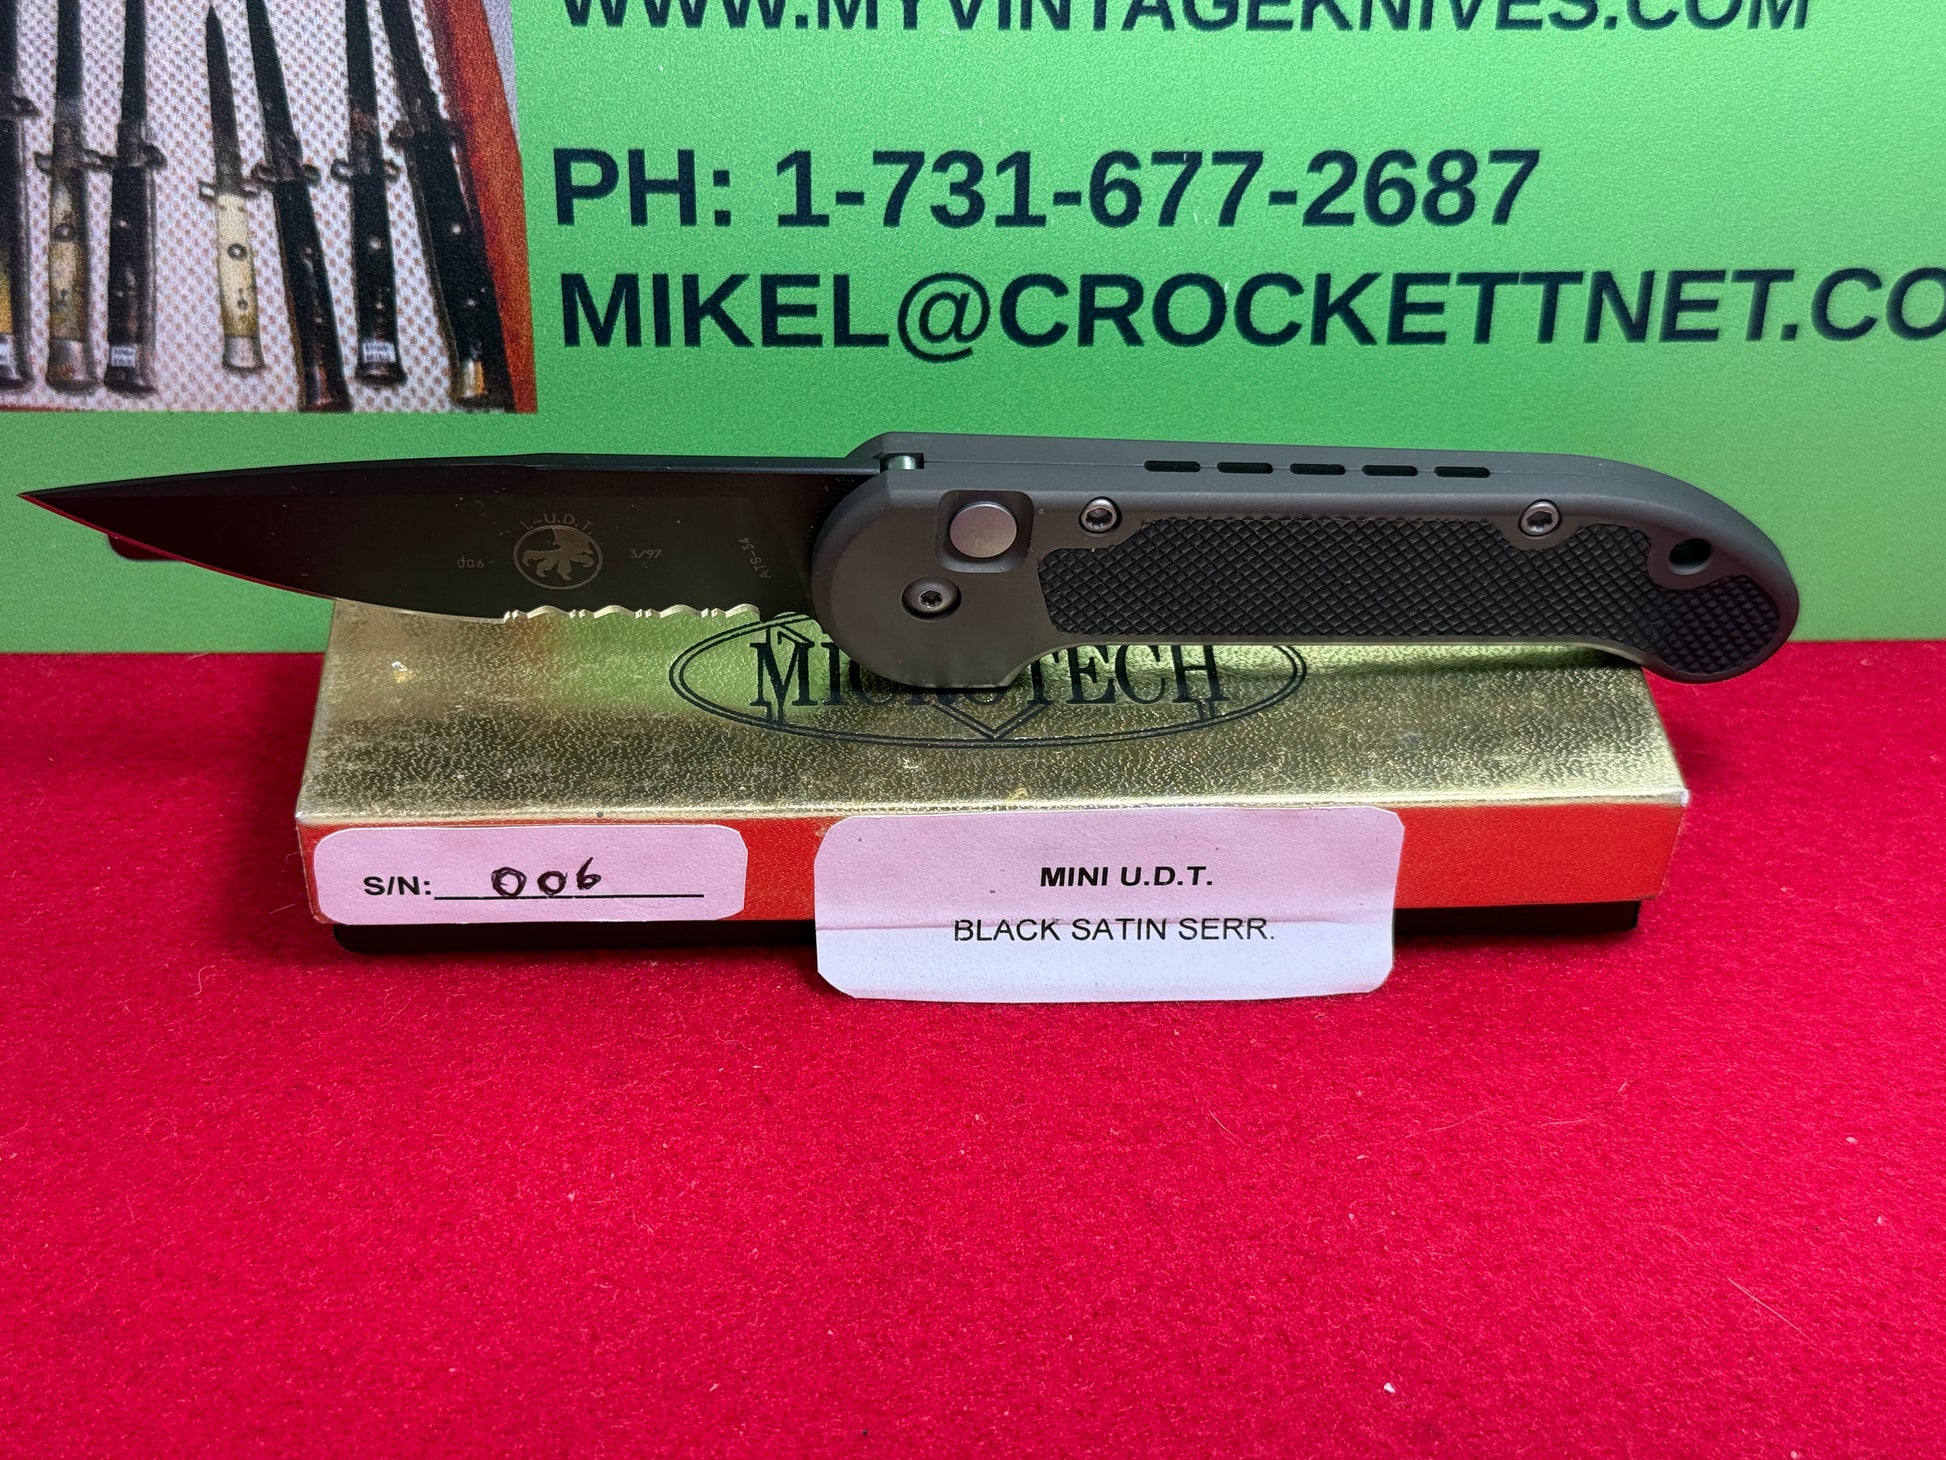 WWW.MYVINTAGEKNIVES.COM
PH: 1-731-677-2687
MIKEL@CROCKETTNET.CO
L-U.D.T.
006
3/97
ATS-34
MICROTECH
S/N: 006
MINI U.D.T.
BLACK SATIN SERR.